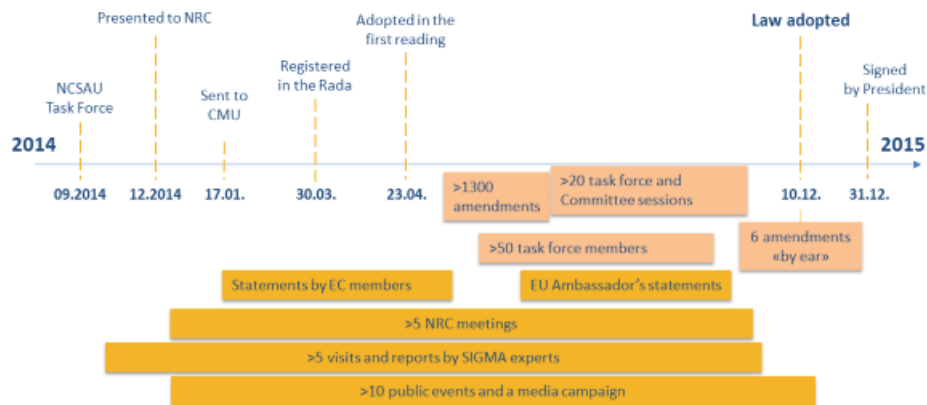 Presented to NRC
Adopted in the
first reading
Law adopted
Registered
in the Rada
Signed
by President
NCSAU
Task Force
Sent to
CMU
2014
2015
09.2014
12.2014
17.01.
30.03.
23.04.
10.12.
31.12.
>1300
amendments
>20 task force and
Committee sessions
>50 task force members
6 amendments
«by ear»
Statements by EC members
EU Ambassador's statements
>5 NRC meetings
>5 visits and reports by SIGMA experts
>10 public events and a media campaign